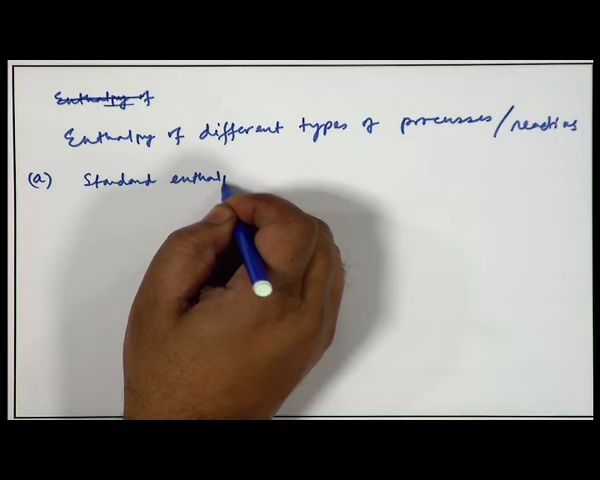 Enthalpy of
Enthalpy of different types of processes/reactions
(a) Standard enthal